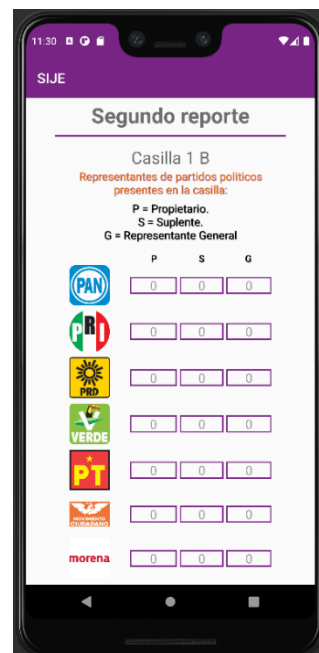 11:30
SIJE
Segundo reporte
Casilla 1 B
Representantes de partidos politicos
presentes en la casilla:
P = Propietario.
S = Suplente.
G = Representante General
P S G
PAN 0 0 0
PRI 0 0 0
PRD 0 0 0
VERDE 0 0 0
PT 0 0 0
MOVIMIENTO
CIUDADANO 0 0 0
morena 0 0 0